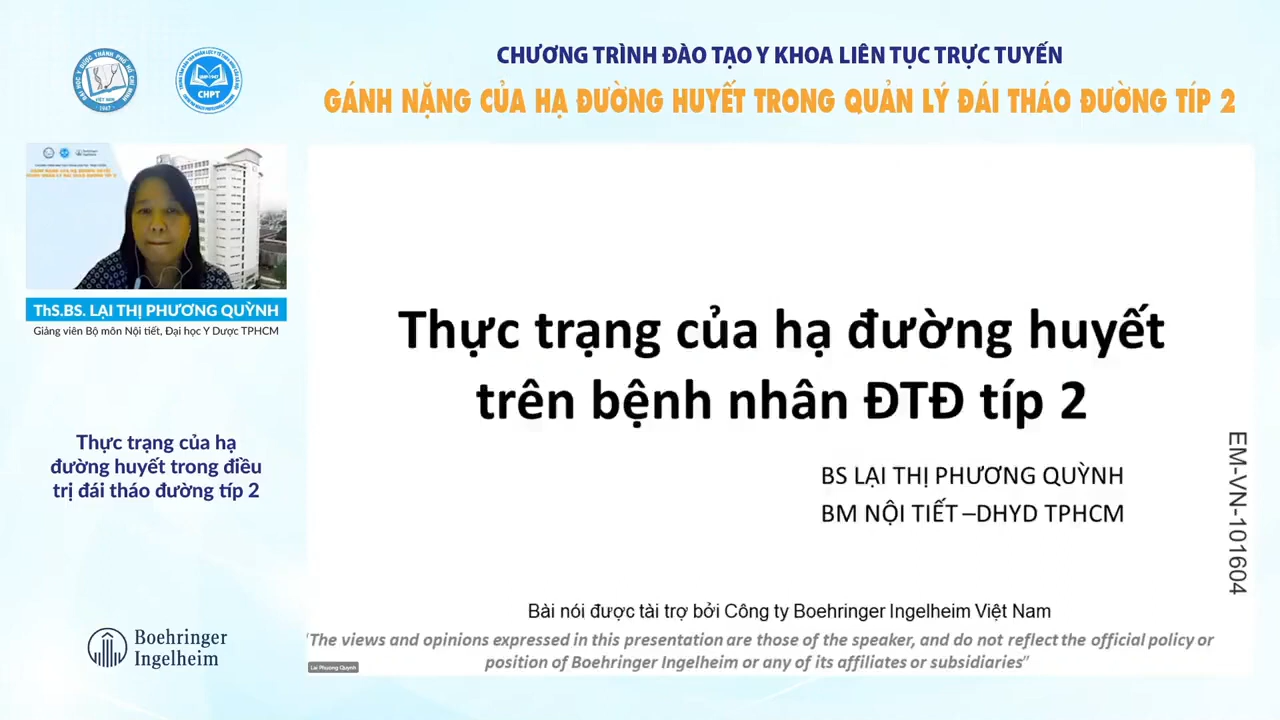 CHƯƠNG TRÌNH ĐÀO TẠO Y KHOA LIÊN TỤC TRỰC TUYẾN
GÁNH NẶNG CỦA HẠ ĐƯỜNG HUYẾT TRONG QUẢN LÝ ĐÁI THÁO ĐƯỜNG TÍP 2
CHPT
ThS.BS. LẠI THỊ PHƯƠNG QUỲNH
Giảng viên Bộ môn Nội tiết, Đại học Y Dược TPHCM
Thực trạng của hạ
đường huyết trong điều
trị đái tháo đường típ 2
Boehringer
Ingelheim
Thực trạng của hạ đường huyết
trên bệnh nhân ĐTĐ típ 2
BS LẠI THỊ PHƯƠNG QUỲNH
BM NỘI TIẾT –DHYD TPHCM
EM-VN-101604
Bài nói được tài trợ bởi Công ty Boehringer Ingelheim Việt Nam
"The views and opinions expressed in this presentation are those of the speaker, and do not reflect the official policy or
position of Boehringer Ingelheim or any of its affiliates or subsidiaries"
Lai Phuong Quynh